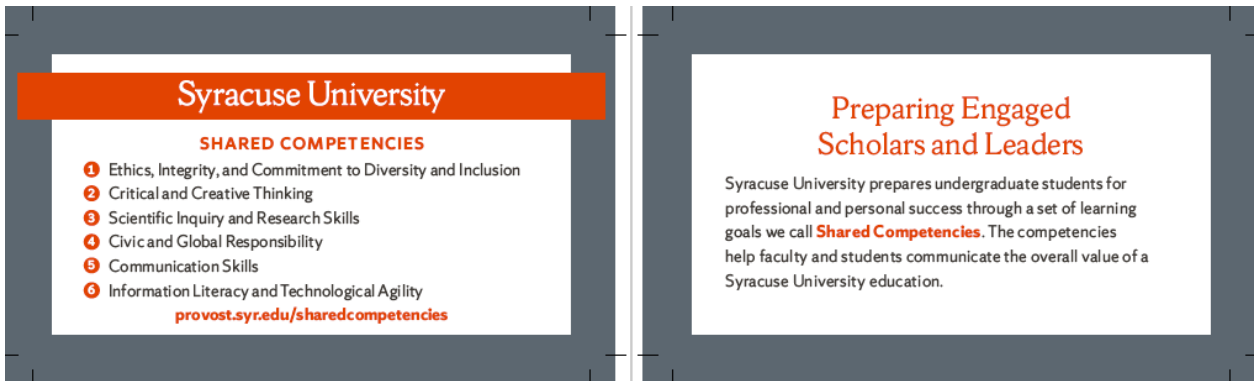 Syracuse University
SHARED COMPETENCIES
1 Ethics, Integrity, and Commitment to Diversity and Inclusion
2 Critical and Creative Thinking
3 Scientific Inquiry and Research Skills
4 Civic and Global Responsibility
5 Communication Skills
6 Information Literacy and Technological Agility
provost.syr.edu/sharedcompetencies
Preparing Engaged
Scholars and Leaders
Syracuse University prepares undergraduate students for
professional and personal success through a set of learning
goals we call Shared Competencies. The competencies
help faculty and students communicate the overall value of a
Syracuse University education.